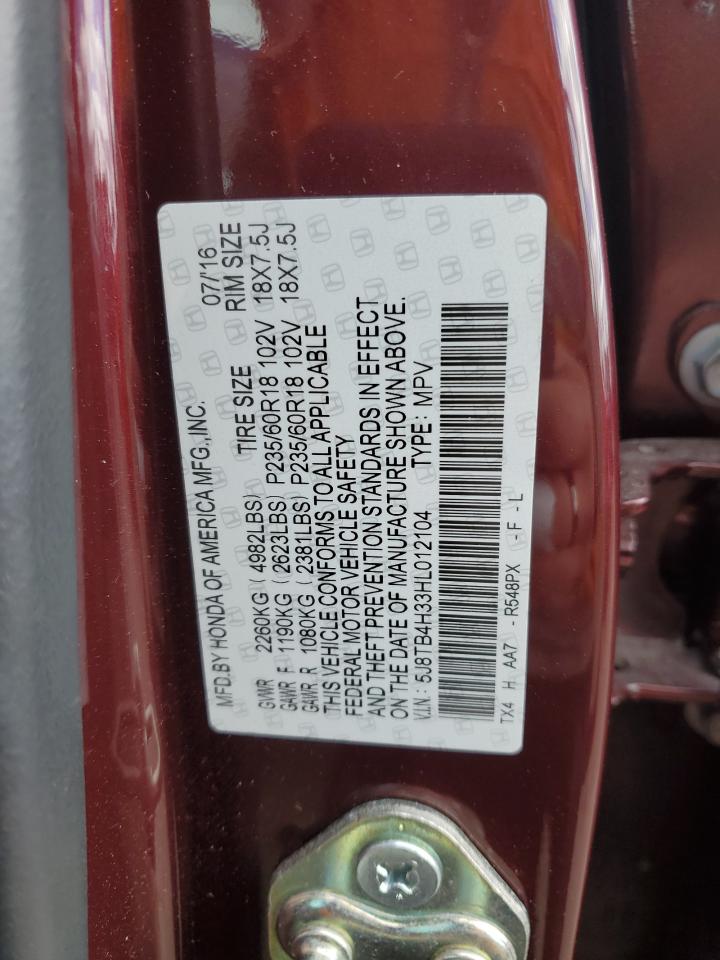 MFD.BY HONDA OF AMERICA MFG.,INC. 07/'16
TIRE SIZE RIM SIZE
GVWR 2260KG ( 4982LBS)
GAWR F 1190KG ( 2623LBS) P235/60R18 102V 18X7.5J
GAWR R 1080KG ( 2381LBS) P235/60R18 102V 18X7.5J
THIS VEHICLE CONFORMS TO ALL APPLICABLE
FEDERAL MOTOR VEHICLE SAFETY
AND THEFT PREVENTION STANDARDS IN EFFECT
ON THE DATE OF MANUFACTURE SHOWN ABOVE.
V.I.N : 5J8TB4H33HL012104 TYPE: MPV
TX4 H AA7 - R548PX - F - L